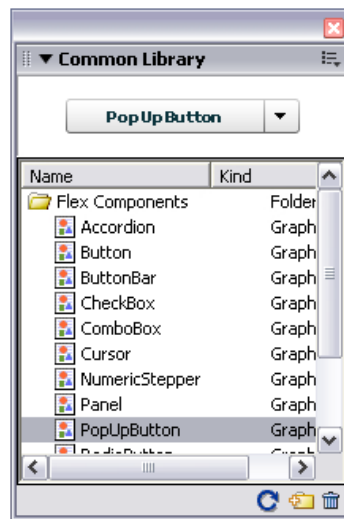 Common Library
PopUpButton
Name Kind
Flex Components Folder
Accordion Graph
Button Graph
ButtonBar Graph
CheckBox Graph
ComboBox Graph
Cursor Graph
NumericStepper Graph
Panel Graph
PopUpButton Graph